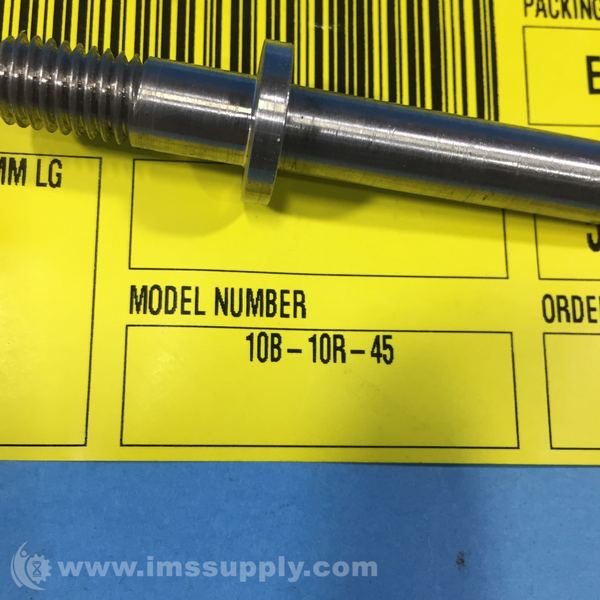 PACKING
MM LG
MODEL NUMBER
ORDE
10B-10R-45
www.imssupply.com